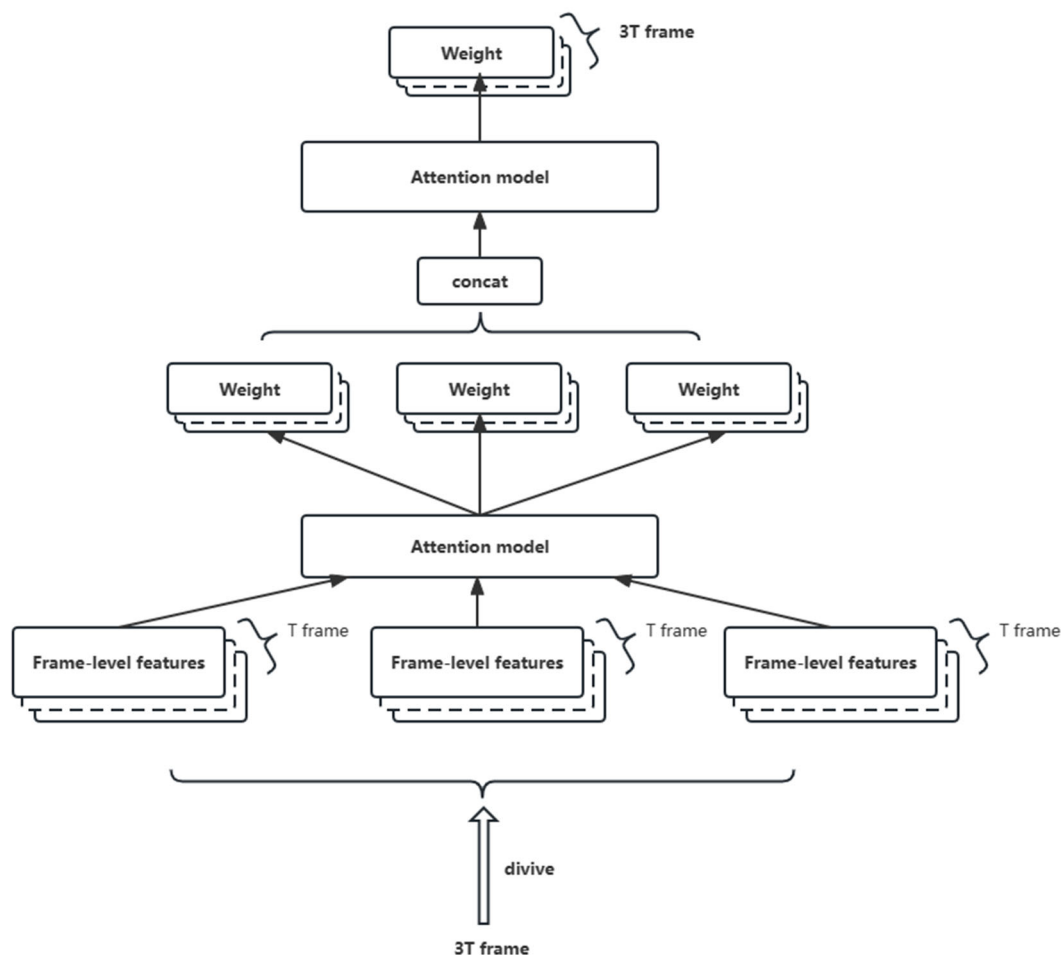 Weight
3T frame
Attention model
concat
Weight
Weight
Weight
Attention model
T frame
T frame
T frame
Frame-level features
Frame-level features
Frame-level features
divive
3T frame